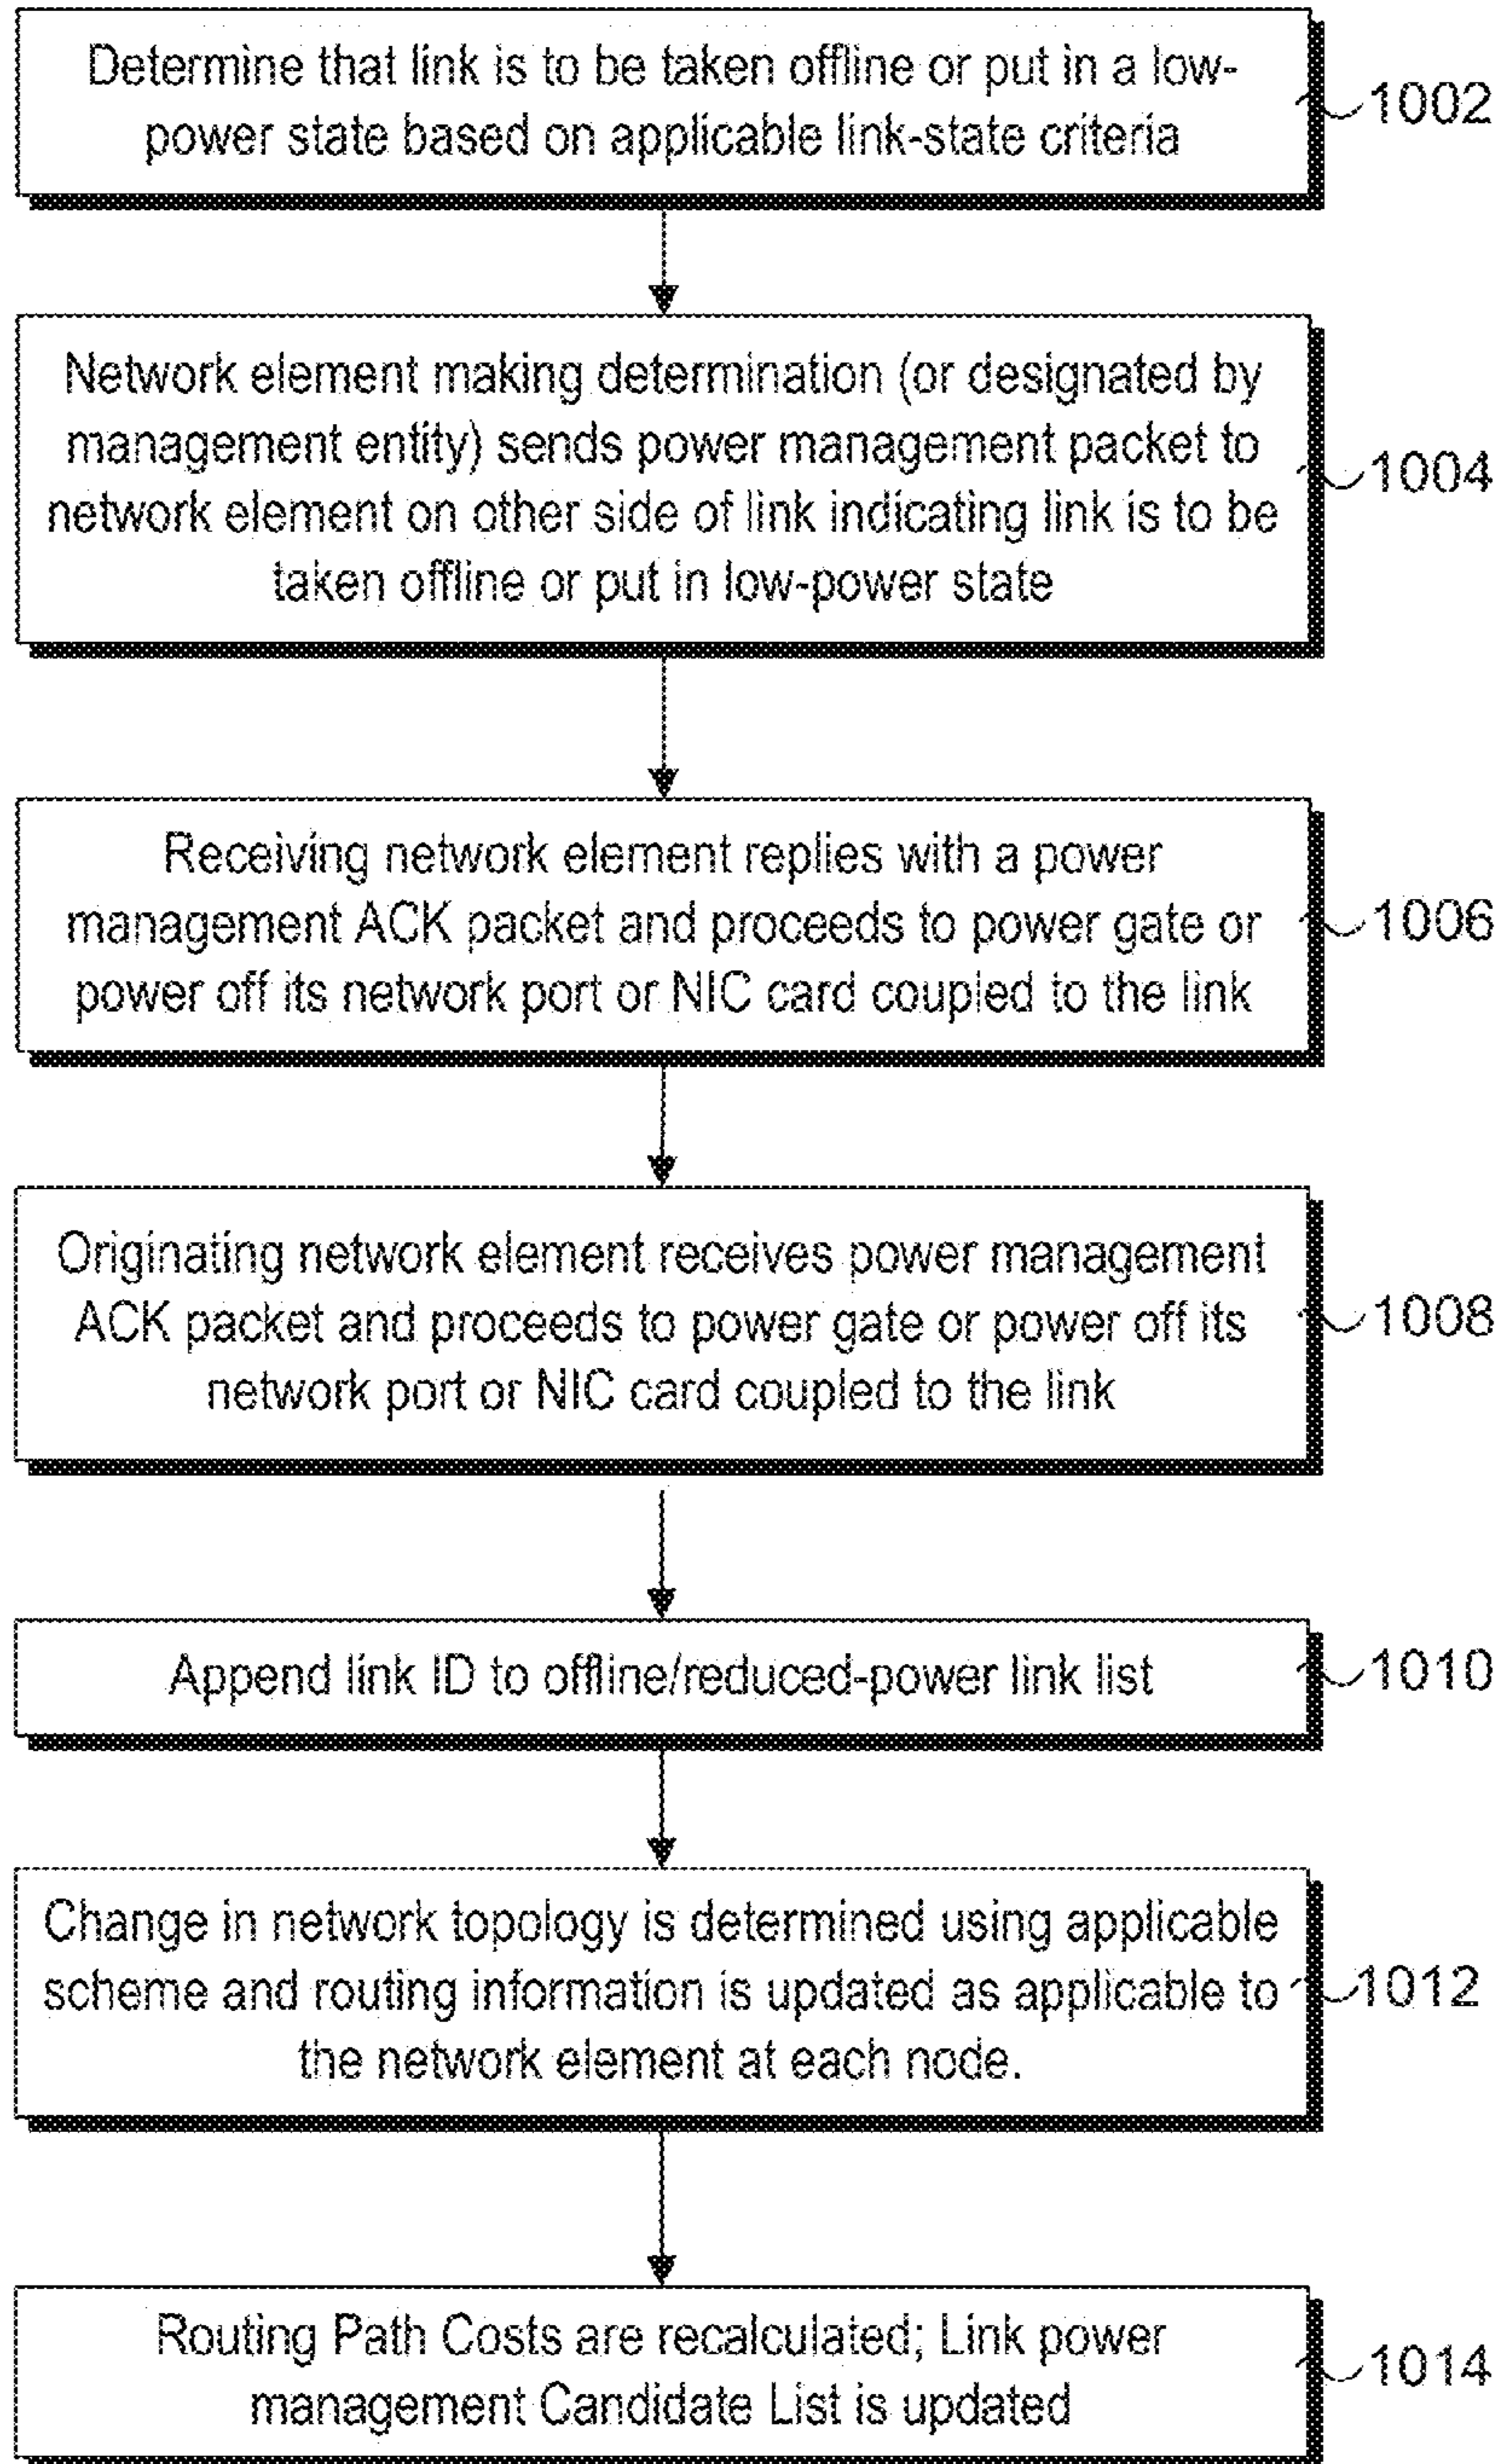 Determine that link is to be taken offline or put in a low-
power state based on applicable link-state criteria
1002
Network element making determination (or designated by
management entity) sends power management packet to
network element on other side of link indicating link is to be
taken offline or put in low-power state
1004
Receiving network element replies with a power
management ACK packet and proceeds to power gate or
power off its network port or NIC card coupled to the link
1006
Originating network element receives power management
ACK packet and proceeds to power gate or power off its
network port or NIC card coupled to the link
1008
Append link ID to offline/reduced-power link list
1010
Change in network topology is determined using applicable
scheme and routing information is updated as applicable to
the network element at each node.
1012
Routing Path Costs are recalculated; Link power
management Candidate List is updated
1014